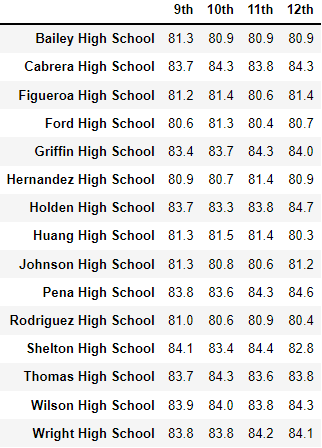 9th 10th 11th 12th
Bailey High School 81.3 80.9 80.9 80.9
Cabrera High School 83.7 84.3 83.8 84.3
Figueroa High School 81.2 81.4 80.6 81.4
Ford High School 80.6 81.3 80.4 80.7
Griffin High School 83.4 83.7 84.3 84.0
Hernandez High School 80.9 80.7 81.4 80.9
Holden High School 83.7 83.3 83.8 84.7
Huang High School 81.3 81.5 81.4 80.3
Johnson High School 81.3 80.8 80.6 81.2
Pena High School 83.8 83.6 84.3 84.6
Rodriguez High School 81.0 80.6 80.9 80.4
Shelton High School 84.1 83.4 84.4 82.8
Thomas High School 83.7 84.3 83.6 83.8
Wilson High School 83.9 84.0 83.8 84.3
Wright High School 83.8 83.8 84.2 84.1